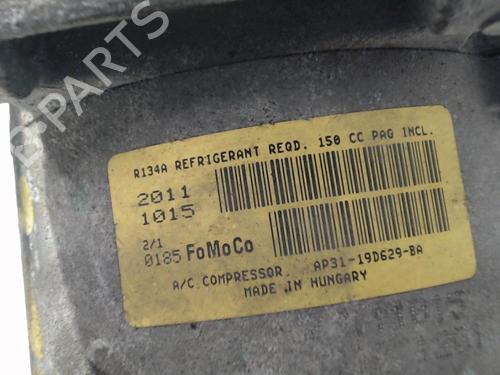 R134A REFRIGERANT REQD. 150 CC PAG INCL.
2011
1015
2/1
0185 FoMoCo
A/C COMPRESSOR. AP31-19D629-BA
MADE IN HUNGARY